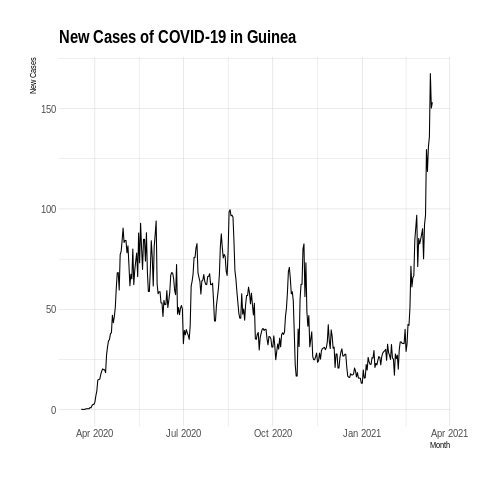 New Cases of COVID-19 in Guinea
New Cases
150
100
50
0
Apr 2020
Jul 2020
Oct 2020
Jan 2021
Apr 2021
Month